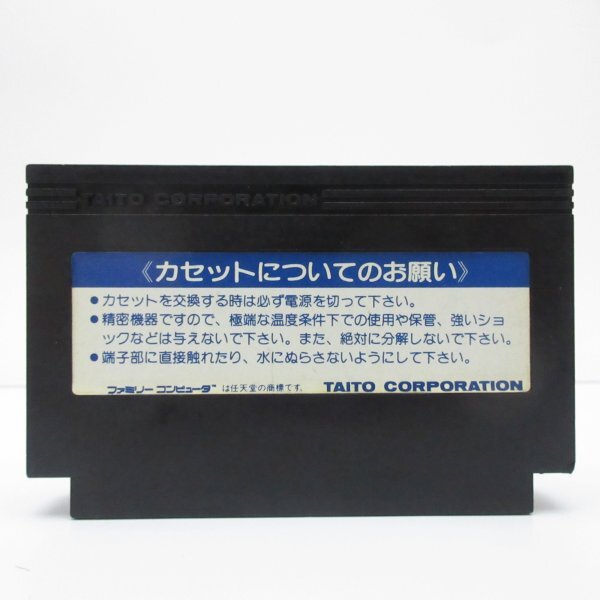 TAITO CORPORATION
《カセットについてのお願い》
●カセットを交換する時は必ず電源を切って下さい。
●精密機器ですので、極端な温度条件下での使用や保管、強いショ
ックなどは与えないで下さい。また、絶対に分解しないで下さい。
●端子部に直接触れたり、水にぬらさないようにして下さい。
ファミリーコンピュータ™は任天堂の商標です。 TAITO CORPORATION